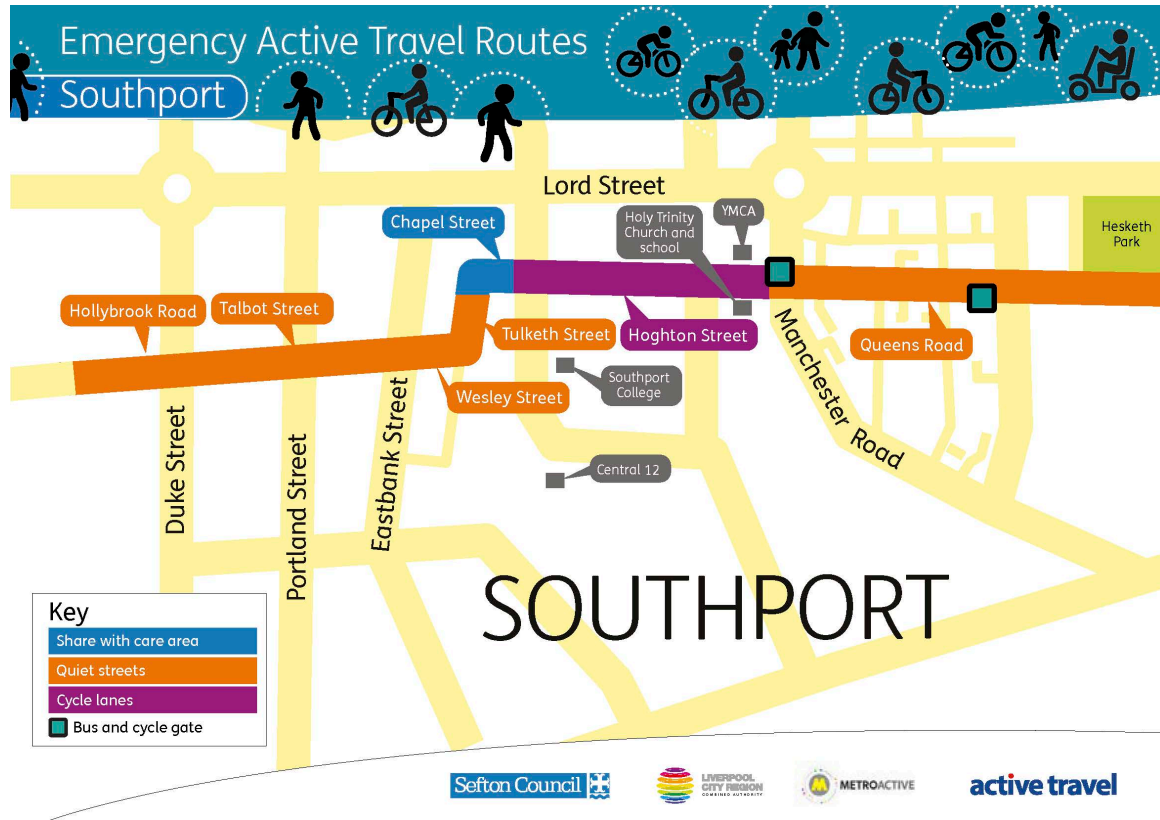 Emergency Active Travel Routes
Southport
Lord Street
Chapel Street
Holy Trinity
Church and
school
YMCA
Hesketh
Park
Hollybrook Road
Talbot Street
Tulketh Street
Hoghton Street
Queens Road
Wesley Street
Southport
College
Central 12
Manchester Road
Duke Street
Portland Street
Eastbank Street
SOUTHPORT
Key
Share with care area
Quiet streets
Cycle lanes
Bus and cycle gate
Sefton Council
LIVERPOOL
CITY REGION
COMBINED AUTHORITY
METROACTIVE
active travel